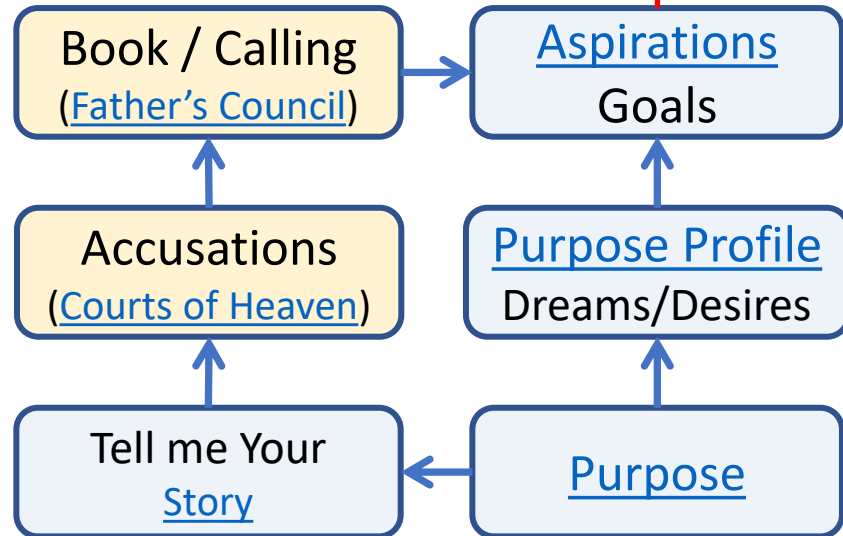 Book / Calling
(Father’s Council)
Aspirations
Goals
Accusations
(Courts of Heaven)
Purpose Profile
Dreams/Desires
Tell me Your
Story
Purpose